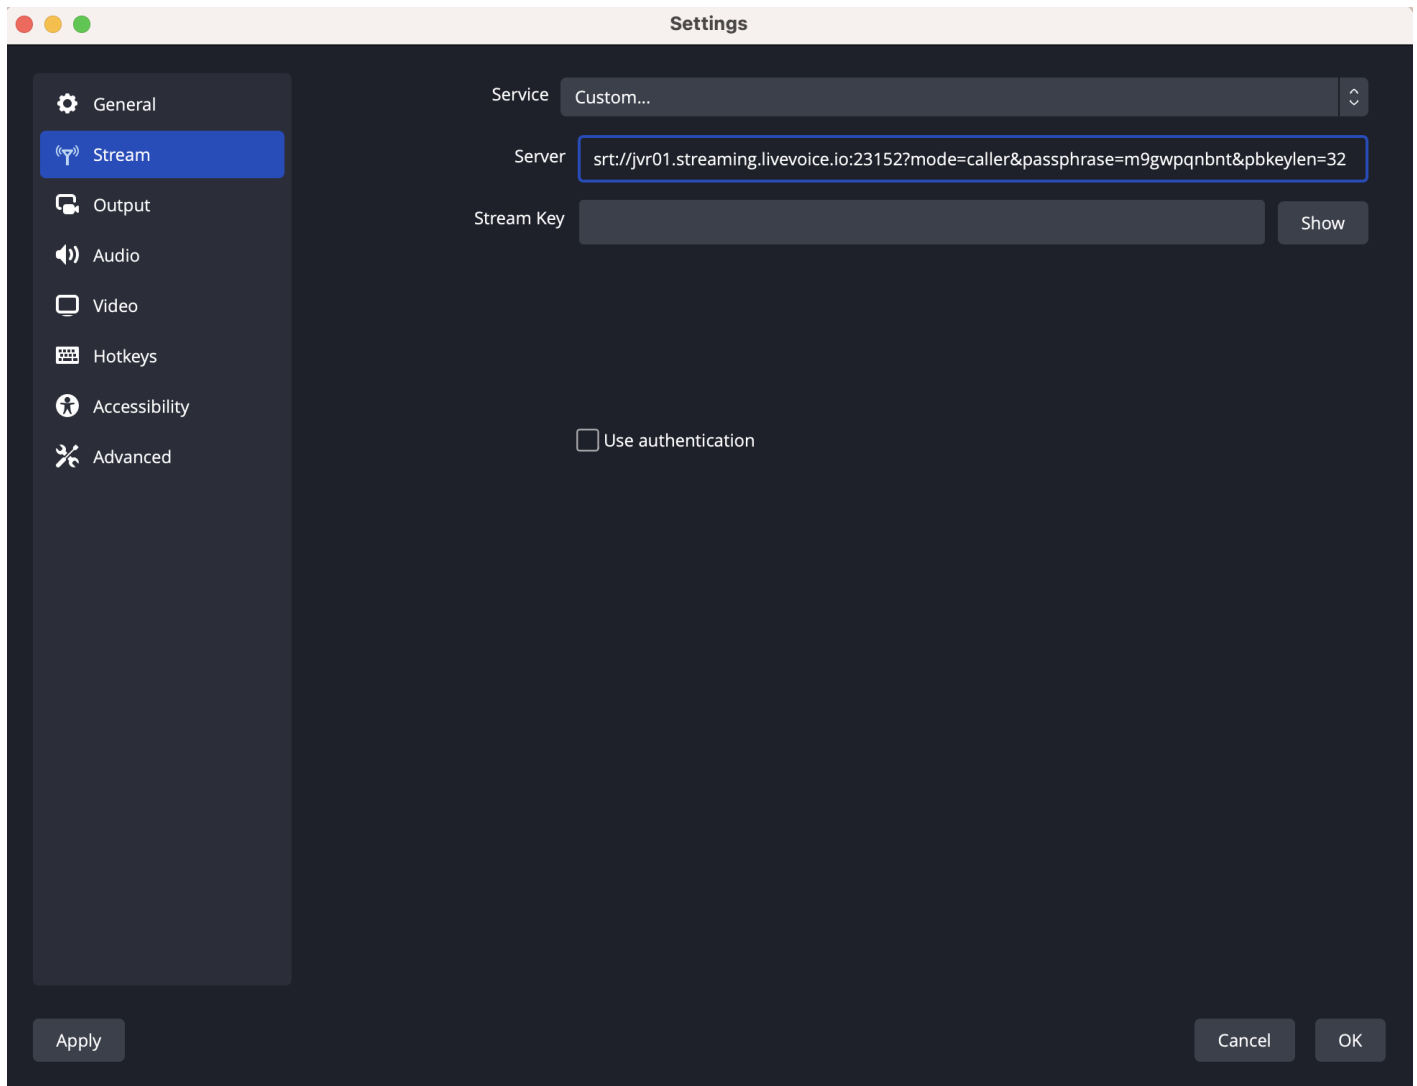 Settings
General
Stream
Output
Audio
Video
Hotkeys
Accessibility
Advanced
Service Custom...
Server srt://jvr01.streaming.livevoice.io:23152?mode=caller&passphrase=m9gwpqnbnt&pbkeylen=32
Stream Key Show
Use authentication
Apply Cancel OK